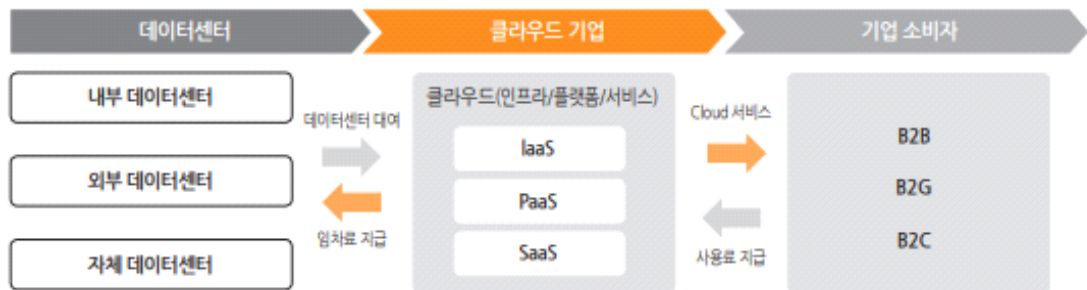 데이터센터
클라우드 기업
기업 소비자
내부 데이터센터
외부 데이터센터
자체 데이터센터
데이터센터 대여
임차료 지급
클라우드(인프라/플랫폼/서비스)
IaaS
PaaS
SaaS
Cloud 서비스
사용료 지급
B2B
B2G
B2C